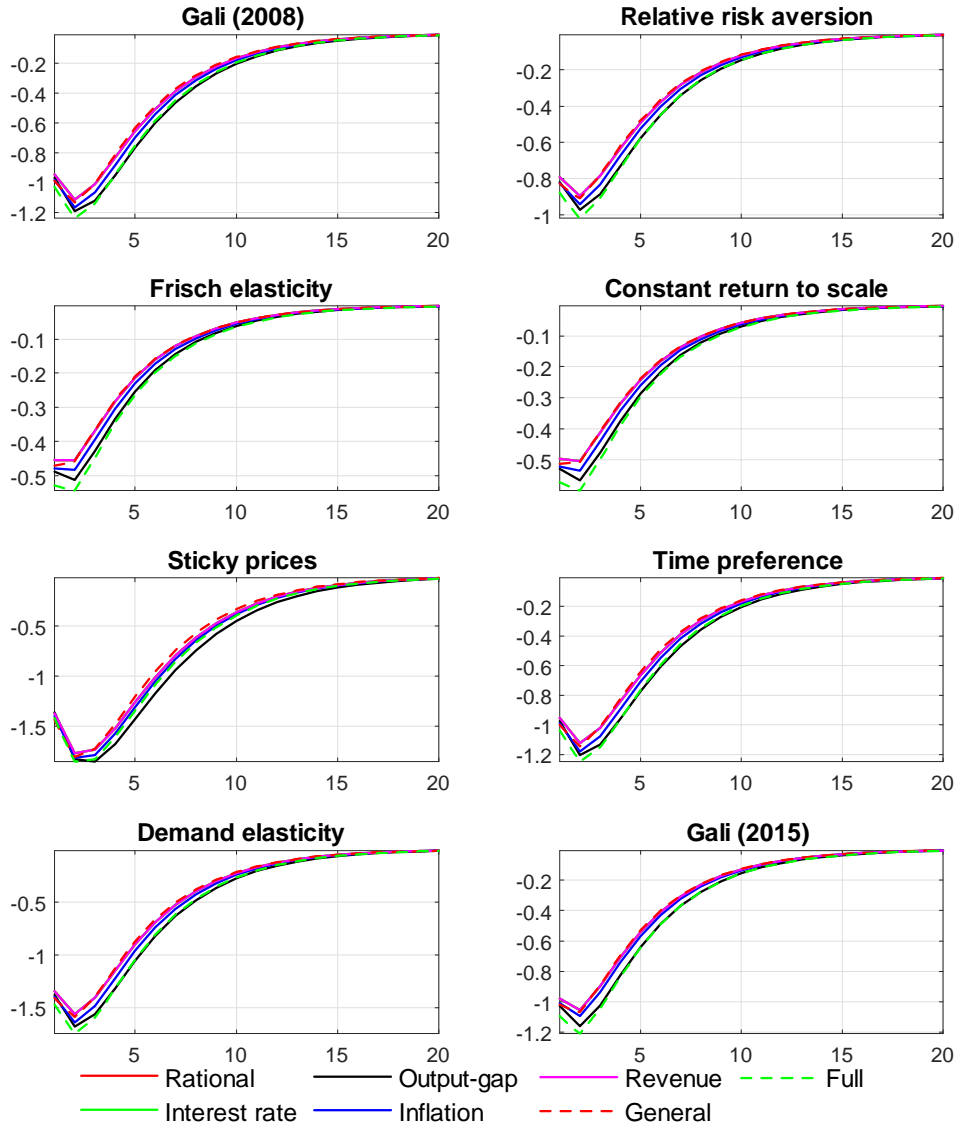 Gali (2008)
-0.2
-0.4
-0.6
-0.8
-1
-1.2
5 10 15 20
Relative risk aversion
-0.2
-0.4
-0.6
-0.8
-1
5 10 15 20
Frisch elasticity
-0.1
-0.2
-0.3
-0.4
-0.5
5 10 15 20
Constant return to scale
-0.1
-0.2
-0.3
-0.4
-0.5
5 10 15 20
Sticky prices
-0.5
-1
-1.5
5 10 15 20
Time preference
-0.2
-0.4
-0.6
-0.8
-1
-1.2
5 10 15 20
Demand elasticity
-0.5
-1
-1.5
5 10 15 20
Gali (2015)
-0.2
-0.4
-0.6
-0.8
-1
-1.2
5 10 15 20
Rational Output-gap Revenue Full
Interest rate Inflation General